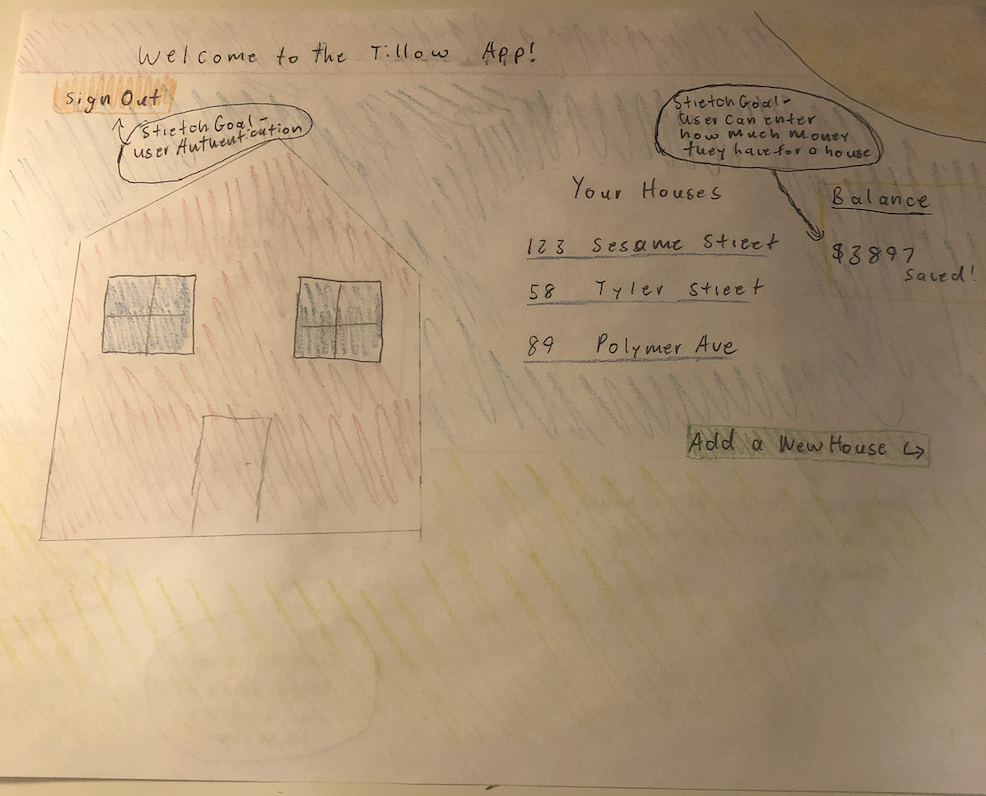 Welcome to the Tillow App!
Sign Out
Stretch Goal-
user Authentication
Stretch Goal-
user can enter
how much money
they have for a house
Your Houses
123 Sesame Street
58 Tyler Street
89 Polymer Ave
Balance
$3897
Saved!
Add a New House ↪